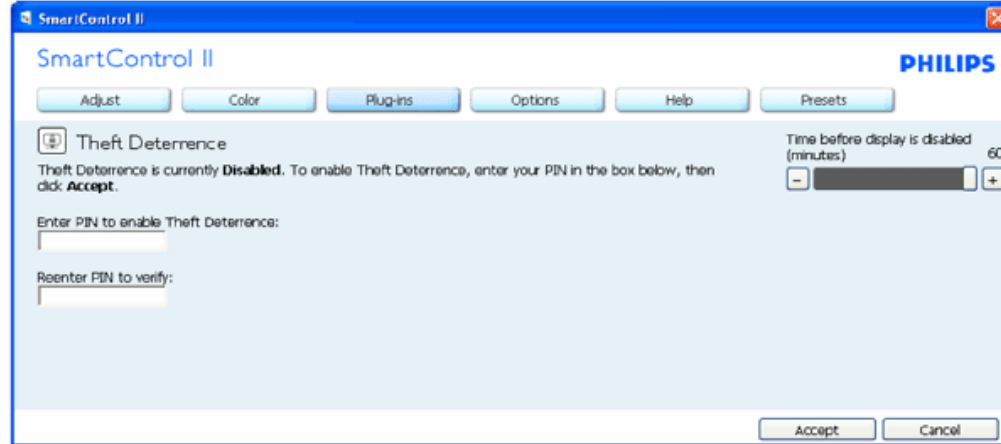 SmartControl II
SmartControl II
PHILIPS
Adjust Color Plug-ins Options Help Presets
Theft Deterrence
Theft Deterrence is currently Disabled. To enable Theft Deterrence, enter your PIN in the box below, then
click Accept.
Time before display is disabled
(minutes) 60
- +
Enter PIN to enable Theft Deterrence:
Reenter PIN to verify:
Accept Cancel